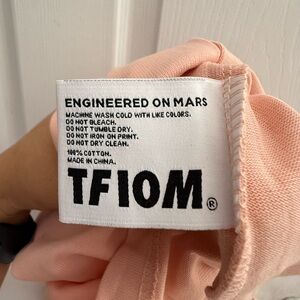 ENGINEERED ON MARS
MACHINE WASH COLD WITH LIKE COLORS.
DO NOT BLEACH.
DO NOT TUMBLE DRY.
DO NOT IRON ON PRINT.
DO NOT DRY CLEAN.
100% COTTON.
MADE IN CHINA.
TFIOM®